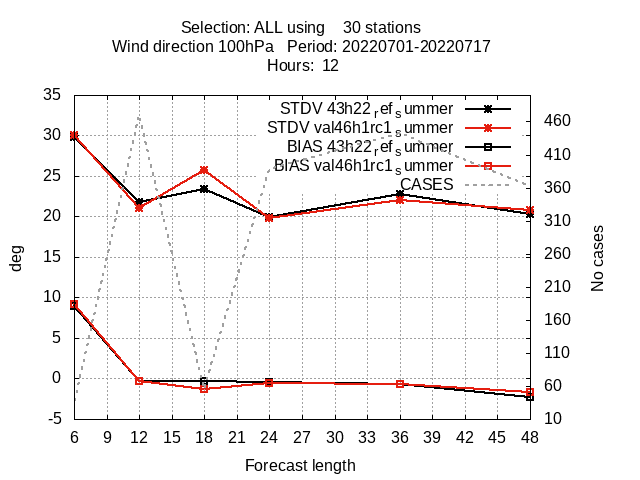 Selection: ALL using    30 stations
Wind direction 100hPa   Period: 20220701-20220717
Hours:  12
STDV 43h22_ref_summer
STDV val46h1rc1_summer
BIAS 43h22_ref_summer
BIAS val46h1rc1_summer
CASES
deg
35
30
25
20
15
10
5
0
-5
No cases
460
410
360
310
260
210
160
110
60
10
6 9 12 15 18 21 24 27 30 33 36 39 42 45 48
Forecast length